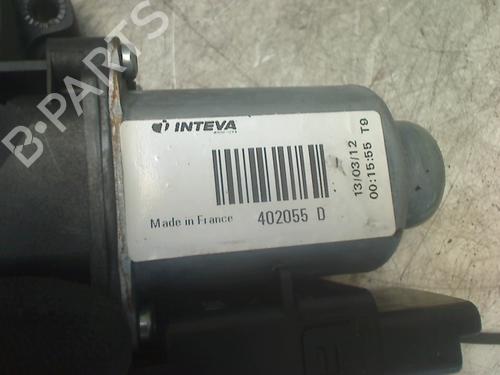 INTEVA
Made in France
402055 D
13/03/12
00:15:55 T9
B-PARTS